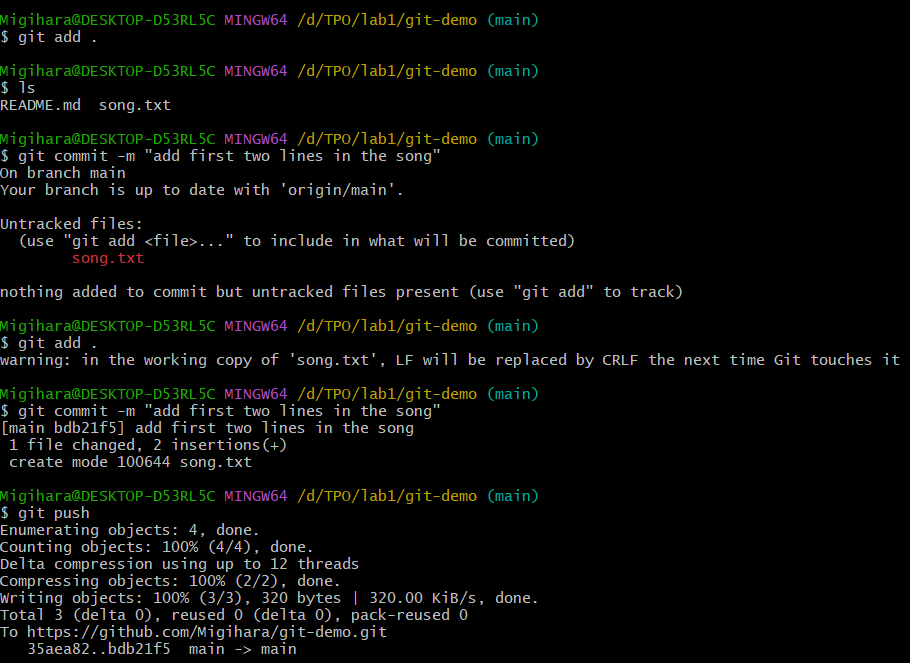 Migihara@DESKTOP-D53RL5C MINGW64 /d/TPO/lab1/git-demo (main)
$ git add .

Migihara@DESKTOP-D53RL5C MINGW64 /d/TPO/lab1/git-demo (main)
$ ls
README.md  song.txt

Migihara@DESKTOP-D53RL5C MINGW64 /d/TPO/lab1/git-demo (main)
$ git commit -m "add first two lines in the song"
On branch main
Your branch is up to date with 'origin/main'.

Untracked files:
  (use "git add <file>..." to include in what will be committed)
        song.txt

nothing added to commit but untracked files present (use "git add" to track)

Migihara@DESKTOP-D53RL5C MINGW64 /d/TPO/lab1/git-demo (main)
$ git add .
warning: in the working copy of 'song.txt', LF will be replaced by CRLF the next time Git touches it

Migihara@DESKTOP-D53RL5C MINGW64 /d/TPO/lab1/git-demo (main)
$ git commit -m "add first two lines in the song"
[main bdb21f5] add first two lines in the song
 1 file changed, 2 insertions(+)
 create mode 100644 song.txt

Migihara@DESKTOP-D53RL5C MINGW64 /d/TPO/lab1/git-demo (main)
$ git push
Enumerating objects: 4, done.
Counting objects: 100% (4/4), done.
Delta compression using up to 12 threads
Compressing objects: 100% (2/2), done.
Writing objects: 100% (3/3), 320 bytes | 320.00 KiB/s, done.
Total 3 (delta 0), reused 0 (delta 0), pack-reused 0
To https://github.com/Migihara/git-demo.git
   35aea82..bdb21f5  main -> main